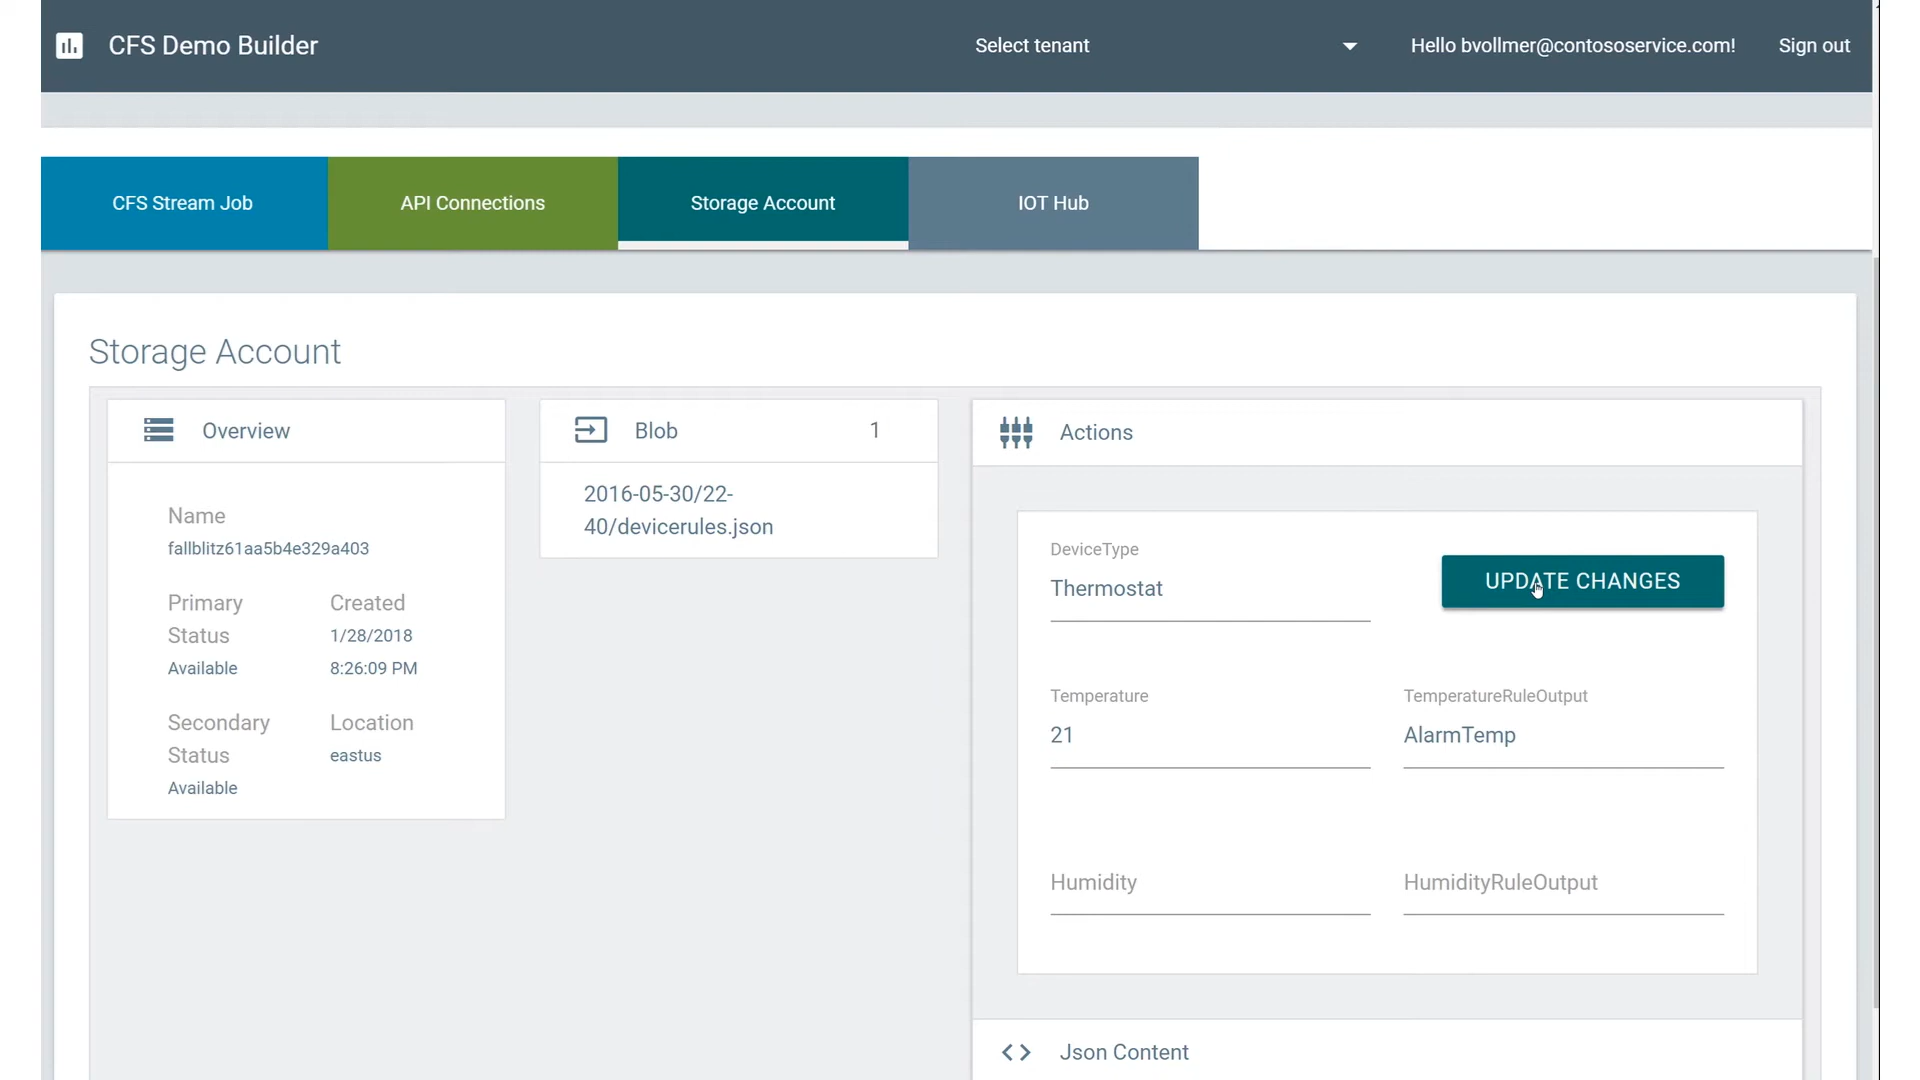 CFS Demo Builder
Select tenant
Hello bvollmer@contososervice.com!
Sign out
CFS Stream Job
API Connections
Storage Account
IOT Hub
Storage Account
Overview
Name
fallblitz61aa5b4e329a403
Primary
Status
Available
Created
1/28/2018
8:26:09 PM
Secondary
Status
Available
Location
eastus
Blob
1
2016-05-30/22-
40/devicerules.json
Actions
DeviceType
Thermostat
UPDATE CHANGES
Temperature
21
TemperatureRuleOutput
AlarmTemp
Humidity
HumidityRuleOutput
Json Content